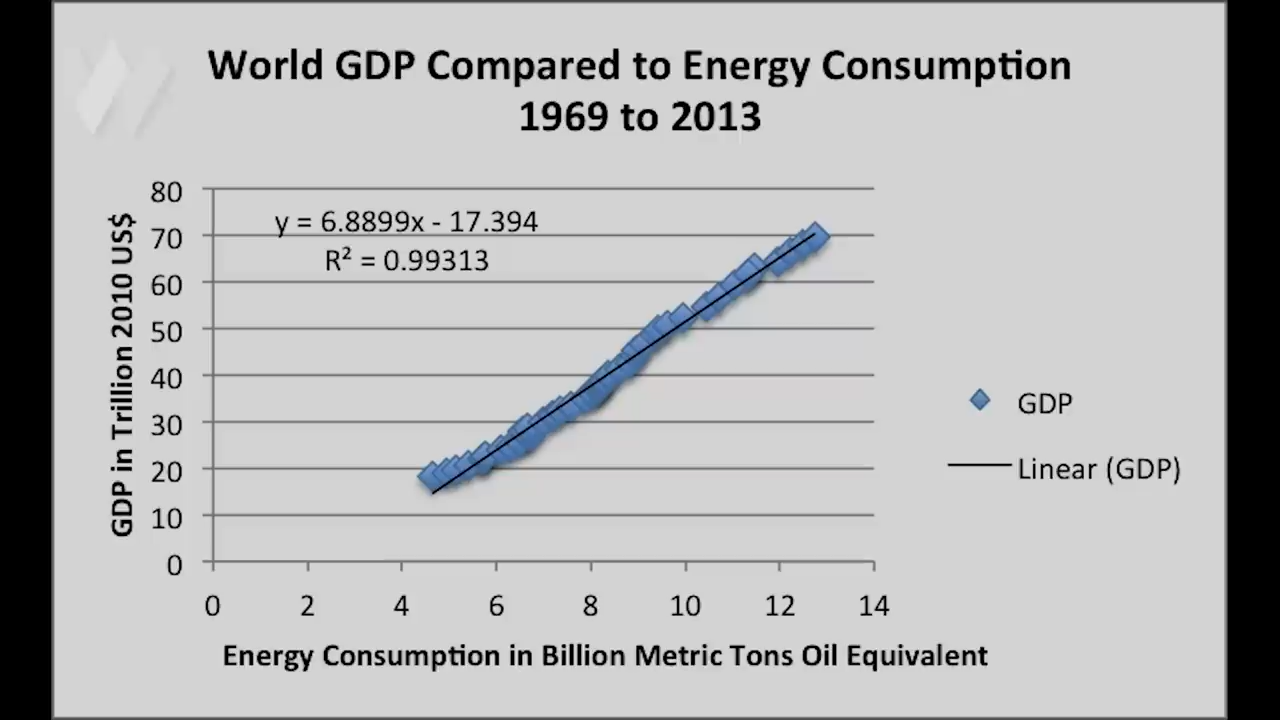 World GDP Compared to Energy Consumption
1969 to 2013
y = 6.8899x - 17.394
R² = 0.99313
GDP in Trillion 2010 US$
80
70
60
50
40
30
20
10
0
0 2 4 6 8 10 12 14
Energy Consumption in Billion Metric Tons Oil Equivalent
GDP
Linear (GDP)